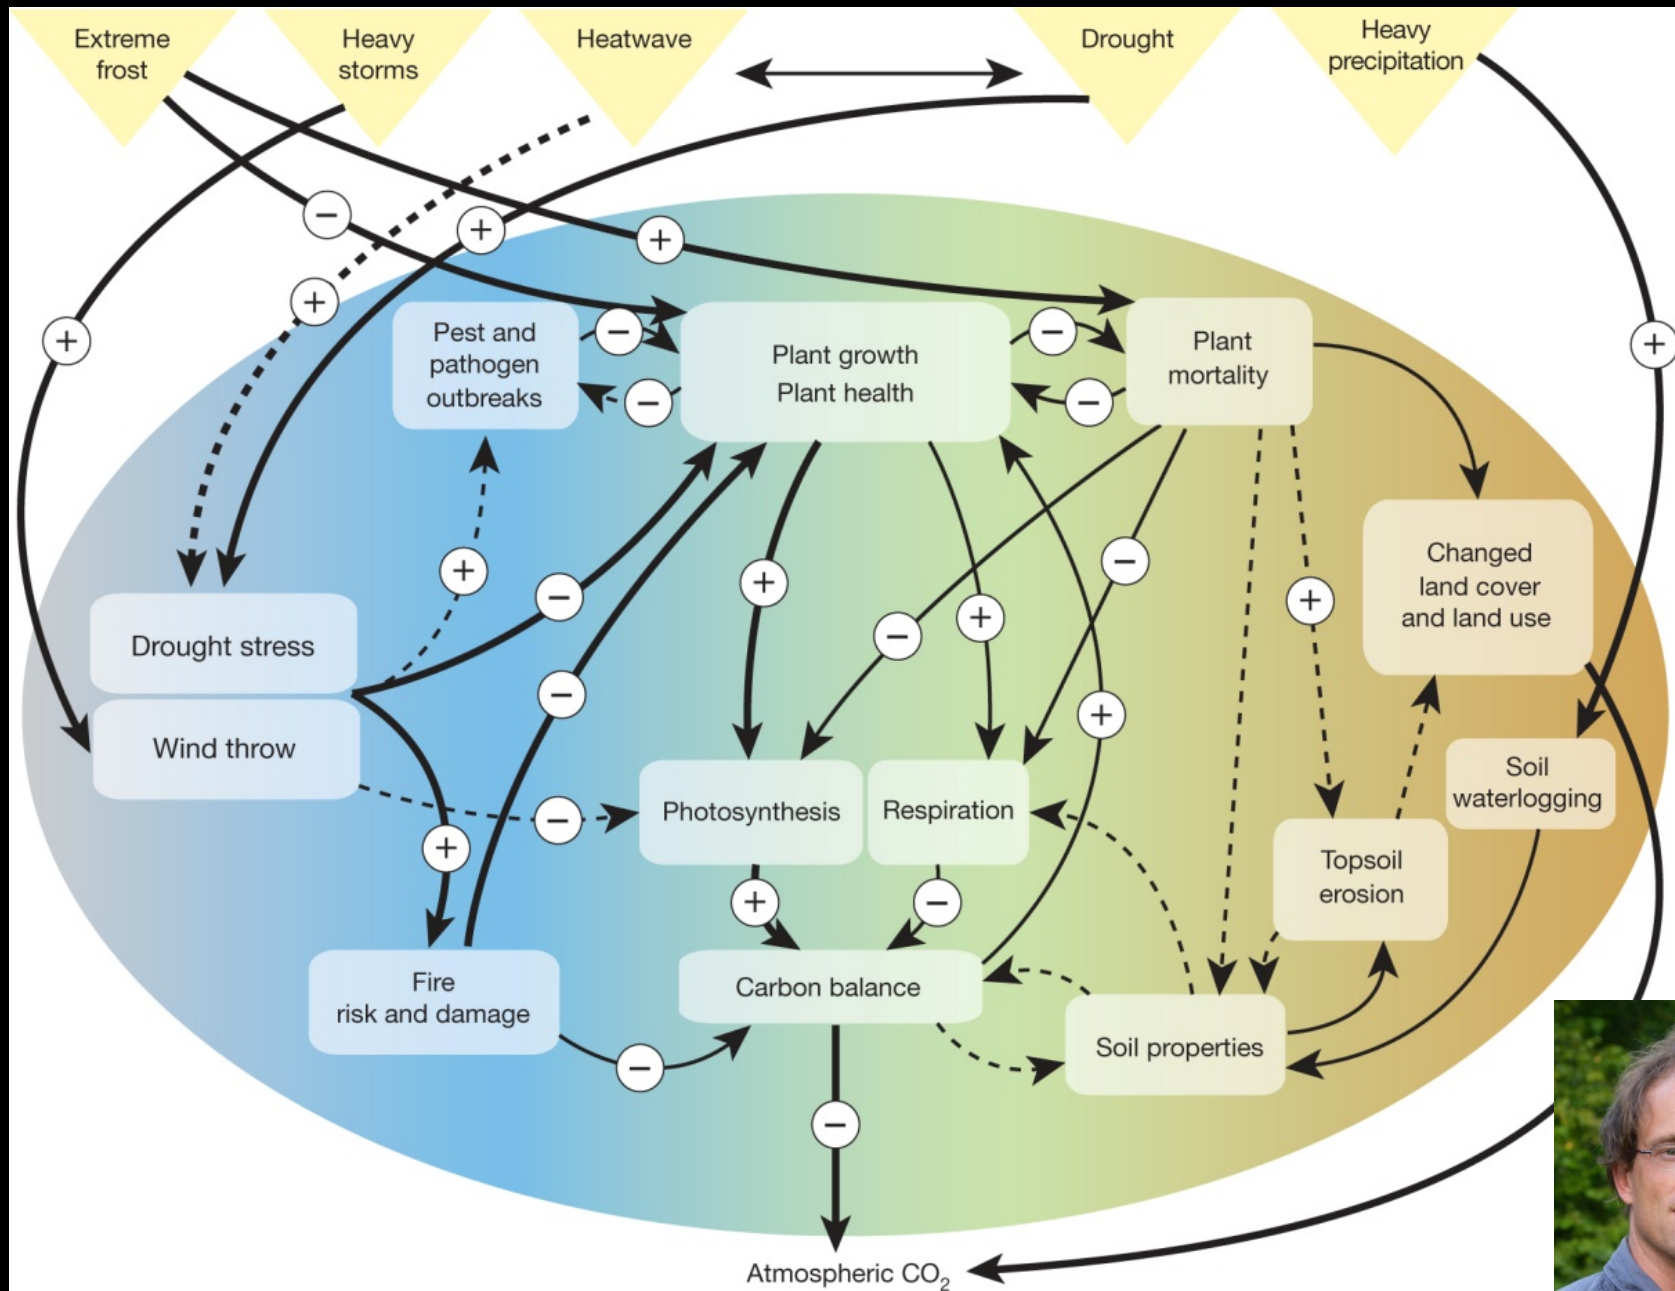 Extreme
frost
Heavy
storms
Heatwave
Drought
Heavy
precipitation
−
+
+
+
+
+
Pest and
pathogen
outbreaks
−
−
Plant growth
Plant health
−
−
Plant
mortality
Changed
land cover
and land use
+
−
+
−
+
−
+
−
+
Drought stress
Wind throw
−
+
−
Photosynthesis
Respiration
Soil
waterlogging
Topsoil
erosion
+
−
Fire
risk and damage
Carbon balance
Soil properties
−
−
Atmospheric CO₂